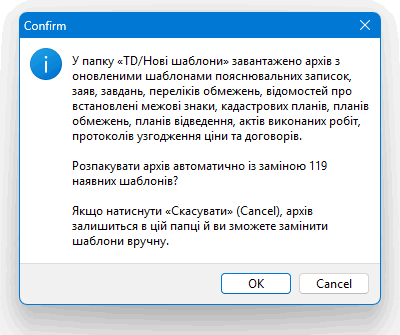 Confirm
У папку «TD/Нові шаблони» завантажено архів з
оновленими шаблонами пояснювальних записок,
заяв, завдань, переліків обмежень, відомостей про
встановлені межові знаки, кадастрових планів, планів
обмежень, планів відведення, актів виконаних робіт,
протоколів узгодження ціни та договорів.
Розпакувати архів автоматично із заміною 119
наявних шаблонів?
Якщо натиснути «Скасувати» (Cancel), архів
залишиться в цій папці й ви зможете замінити
шаблони вручну.
OK
Cancel